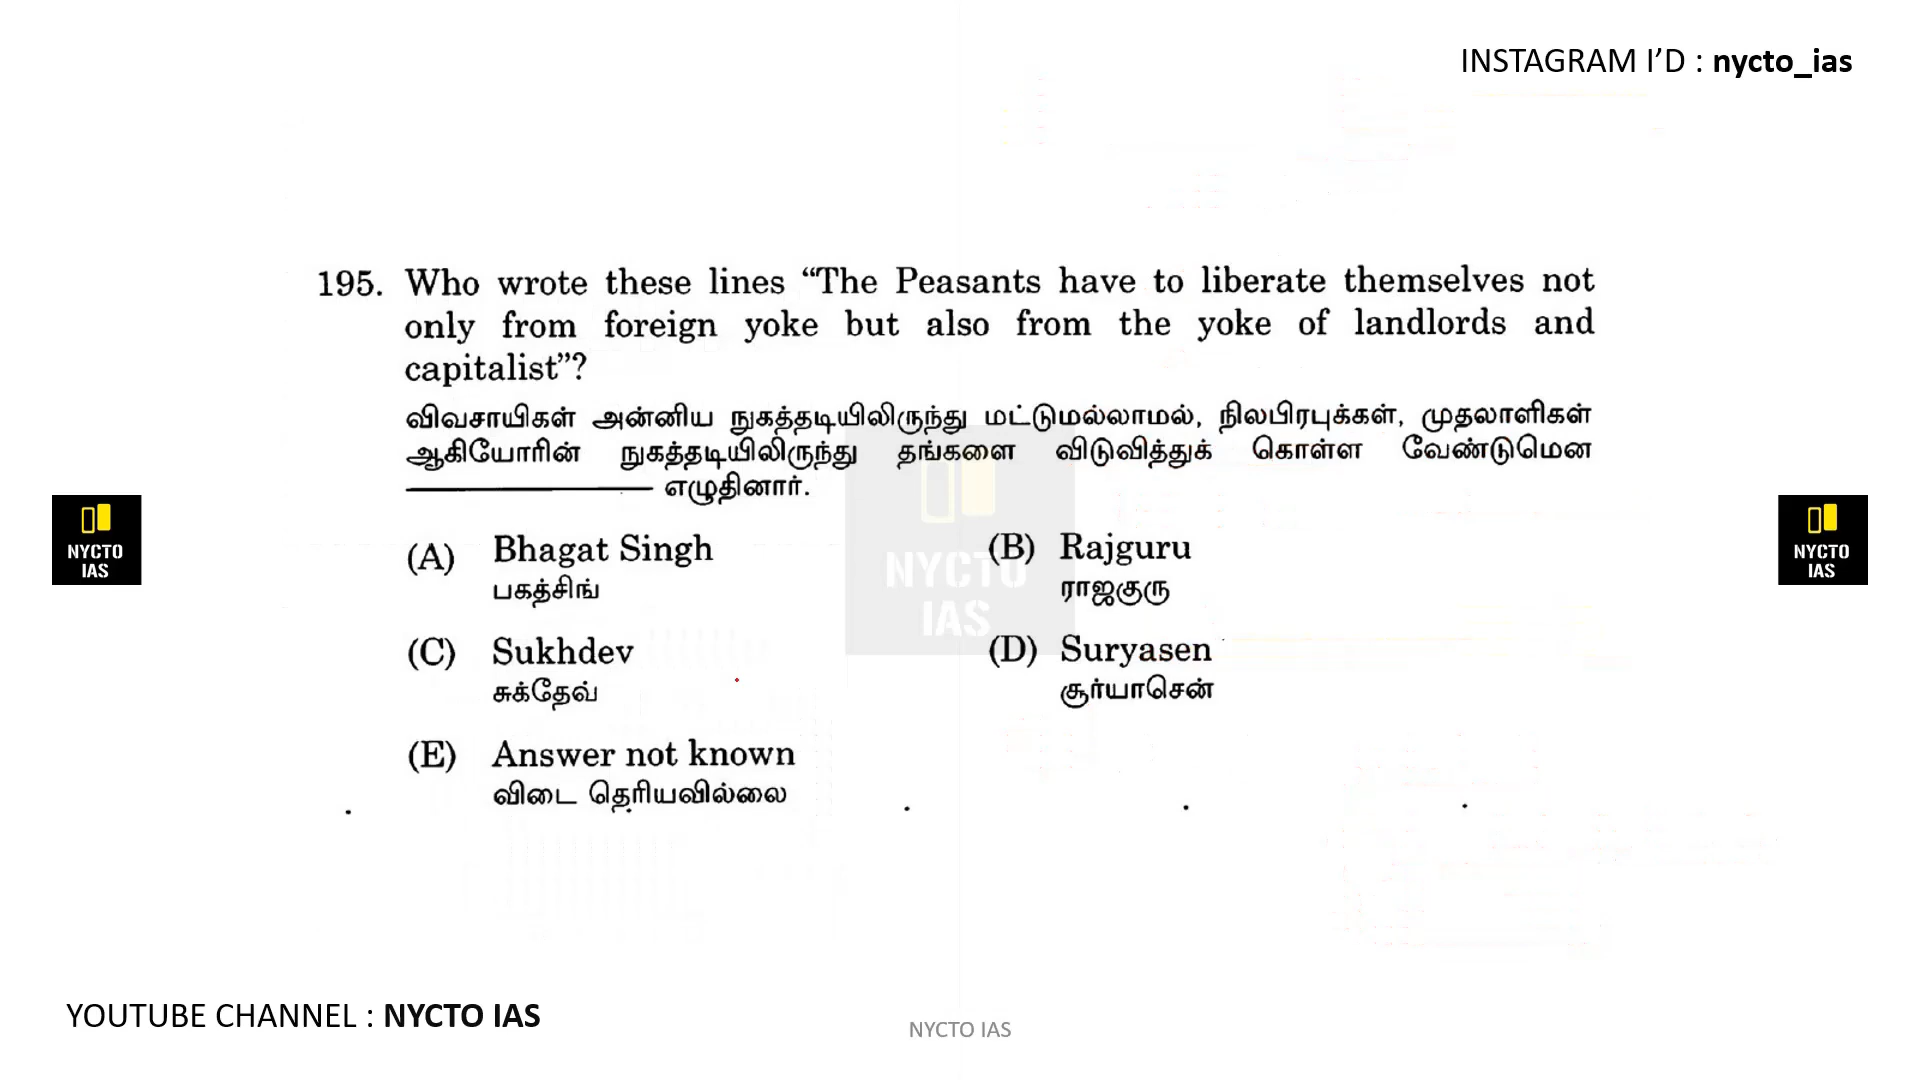 INSTAGRAM I’D : nycto_ias
195. Who wrote these lines “The Peasants have to liberate themselves not
only from foreign yoke but also from the yoke of landlords and
capitalist”?
விவசாயிகள் அன்னிய நுகத்தடியிலிருந்து மட்டுமல்லாமல், நிலபிரபுக்கள், முதலாளிகள்
ஆகியோரின் நுகத்தடியிலிருந்து தங்களை விடுவித்துக் கொள்ள வேண்டுமென
____________ எழுதினார்.
(A) Bhagat Singh (B) Rajguru
பகத்சிங் ராஜகுரு
(C) Sukhdev (D) Suryasen
சுக்தேவ் சூர்யாசென்
(E) Answer not known
விடை தெரியவில்லை
NYCTO
IAS
NYCTO
IAS
NYCTO
IAS
YOUTUBE CHANNEL : NYCTO IAS
NYCTO IAS